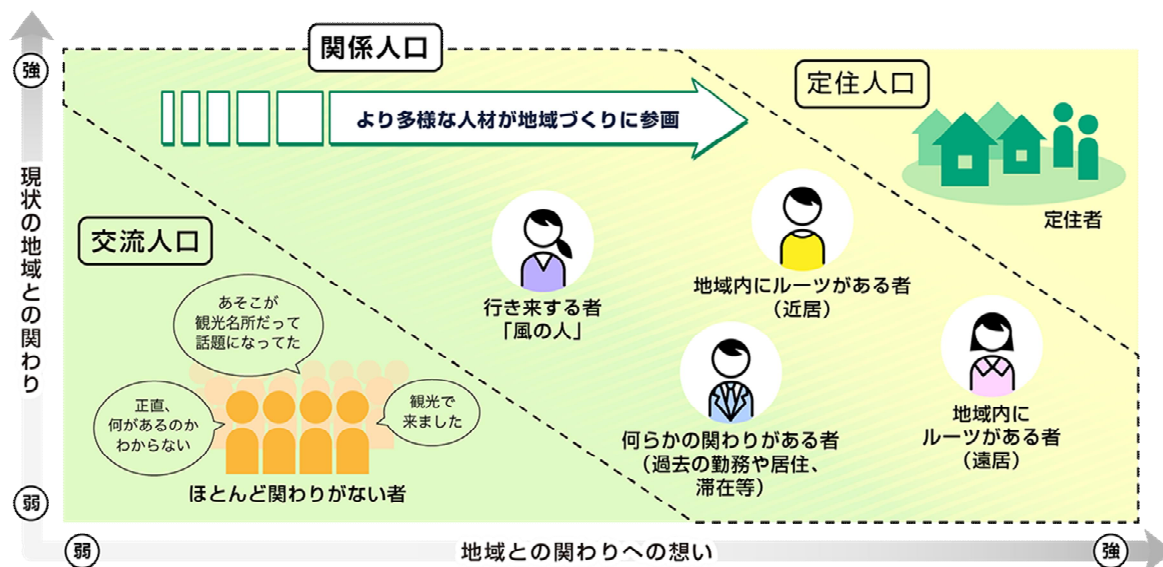 関係人口
強
定住人口
より多様な人材が地域づくりに参画
現状の地域との関わり
定住者
交流人口
あそこが
観光名所だって
話題になってた
行き来する者
「風の人」
地域内にルーツがある者
（近居）
正直、
何があるのか
わからない
観光で
来ました
何らかの関わりがある者
（過去の勤務や居住、
滞在等）
地域内に
ルーツがある者
（遠居）
ほとんど関わりがない者
弱
弱
地域との関わりへの想い
強